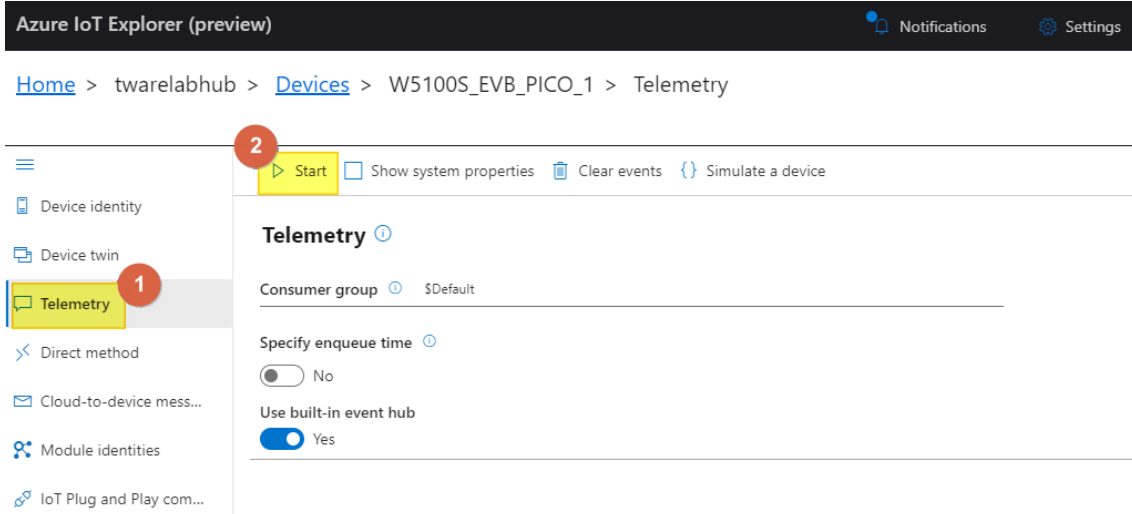 Azure IoT Explorer (preview)
Notifications
Settings
Home > twarelabhub > Devices > W5100S_EVB_PICO_1 > Telemetry
2
Start
Show system properties
Clear events
{} Simulate a device
Device identity
Device twin
1
Telemetry
Direct method
Cloud-to-device mess...
Module identities
IoT Plug and Play com...
Telemetry
Consumer group
$Default
Specify enqueue time
No
Use built-in event hub
Yes